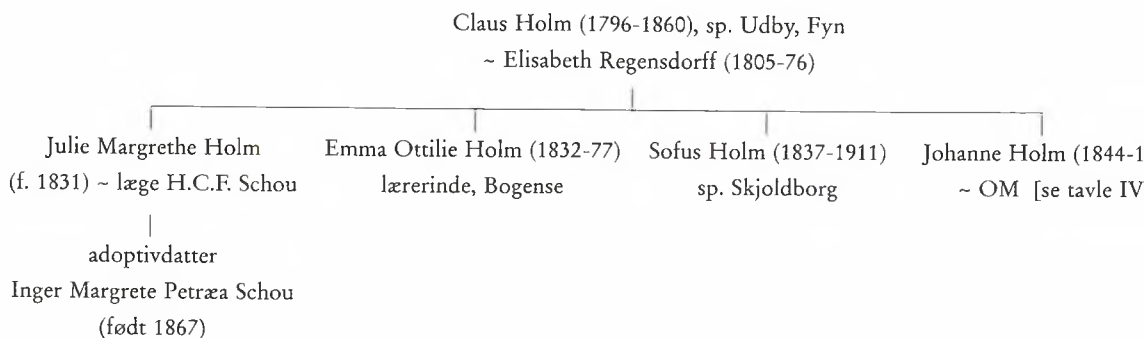 Claus Holm (1796-1860), sp. Udby, Fyn
~ Elisabeth Regensdorff (1805-76)
Julie Margrethe Holm
(f. 1831) ~ læge H.C.F. Schou
Emma Ottilie Holm (1832-77)
lærerinde, Bogense
Sofus Holm (1837-1911)
sp. Skjoldborg
Johanne Holm (1844-1
~ OM [se tavle IV
adoptivdatter
Inger Margrete Petræa Schou
(født 1867)